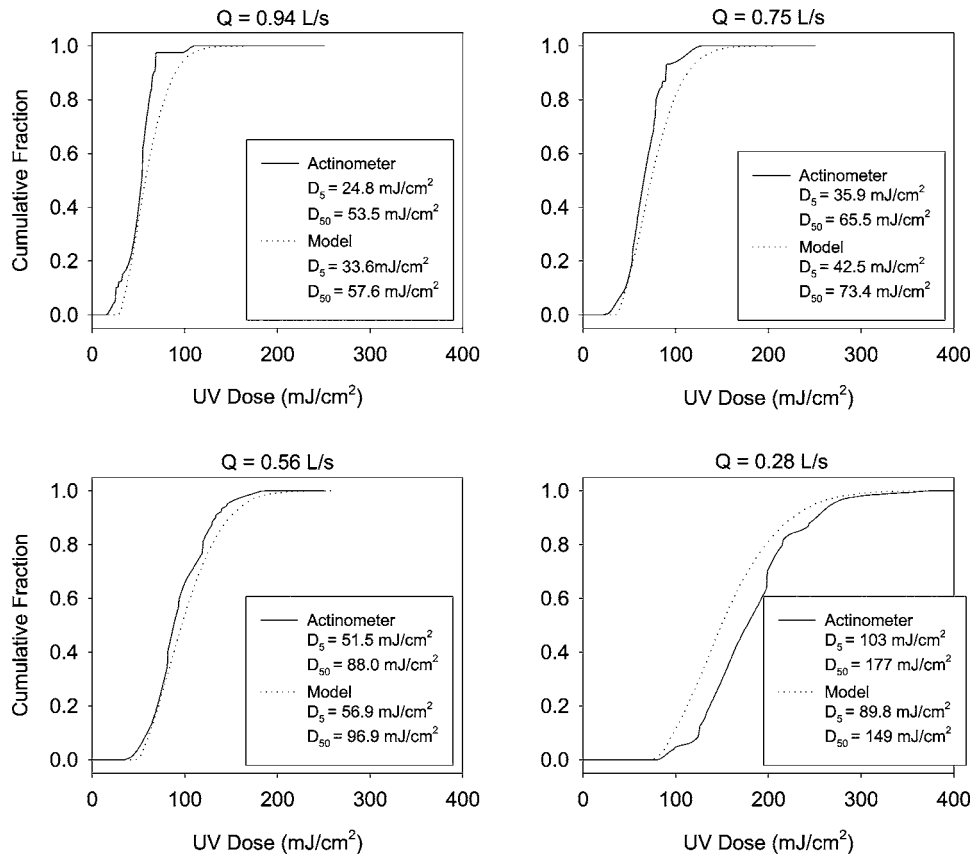 Q = 0.94 L/s
Cumulative Fraction
1.0
0.8
0.6
0.4
0.2
0.0
Actinometer
D₅ = 24.8 mJ/cm²
D₅₀ = 53.5 mJ/cm²
Model
D₅ = 33.6mJ/cm²
D₅₀ = 57.6 mJ/cm²
0 100 200 300 400
UV Dose (mJ/cm²)
Q = 0.75 L/s
1.0
0.8
0.6
0.4
0.2
0.0
Actinometer
D₅ = 35.9 mJ/cm²
D₅₀ = 65.5 mJ/cm²
Model
D₅ = 42.5 mJ/cm²
D₅₀ = 73.4 mJ/cm²
0 100 200 300 400
UV Dose (mJ/cm²)
Q = 0.56 L/s
Cumulative Fraction
1.0
0.8
0.6
0.4
0.2
0.0
Actinometer
D₅ = 51.5 mJ/cm²
D₅₀ = 88.0 mJ/cm²
Model
D₅ = 56.9 mJ/cm²
D₅₀ = 96.9 mJ/cm²
0 100 200 300 400
UV Dose (mJ/cm²)
Q = 0.28 L/s
1.0
0.8
0.6
0.4
0.2
0.0
Actinometer
D₅ = 103 mJ/cm²
D₅₀ = 177 mJ/cm²
Model
D₅ = 89.8 mJ/cm²
D₅₀ = 149 mJ/cm²
0 100 200 300 400
UV Dose (mJ/cm²)